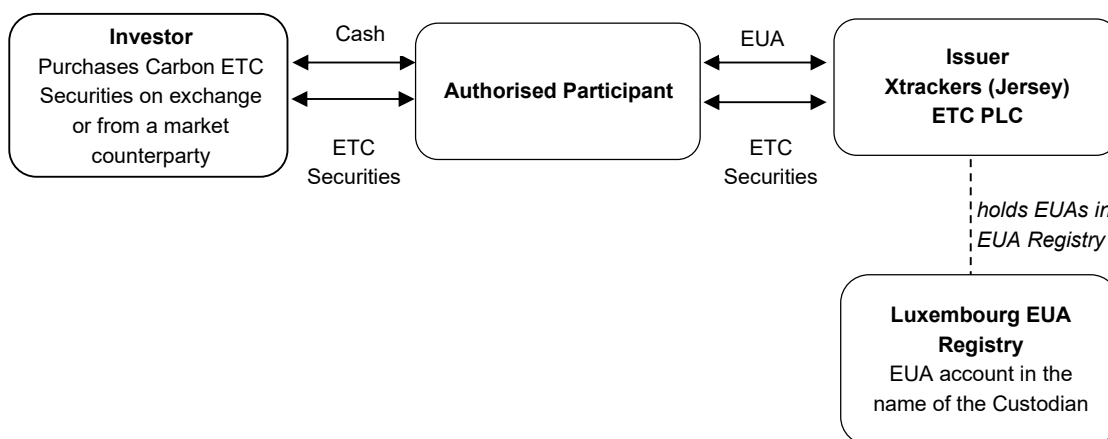 Investor
Purchases Carbon ETC
Securities on exchange
or from a market
counterparty
Cash
ETC
Securities
Authorised Participant
EUA
ETC
Securities
Issuer
Xtrackers (Jersey)
ETC PLC
holds EUAs in
EUA Registry
Luxembourg EUA
Registry
EUA account in the
name of the Custodian